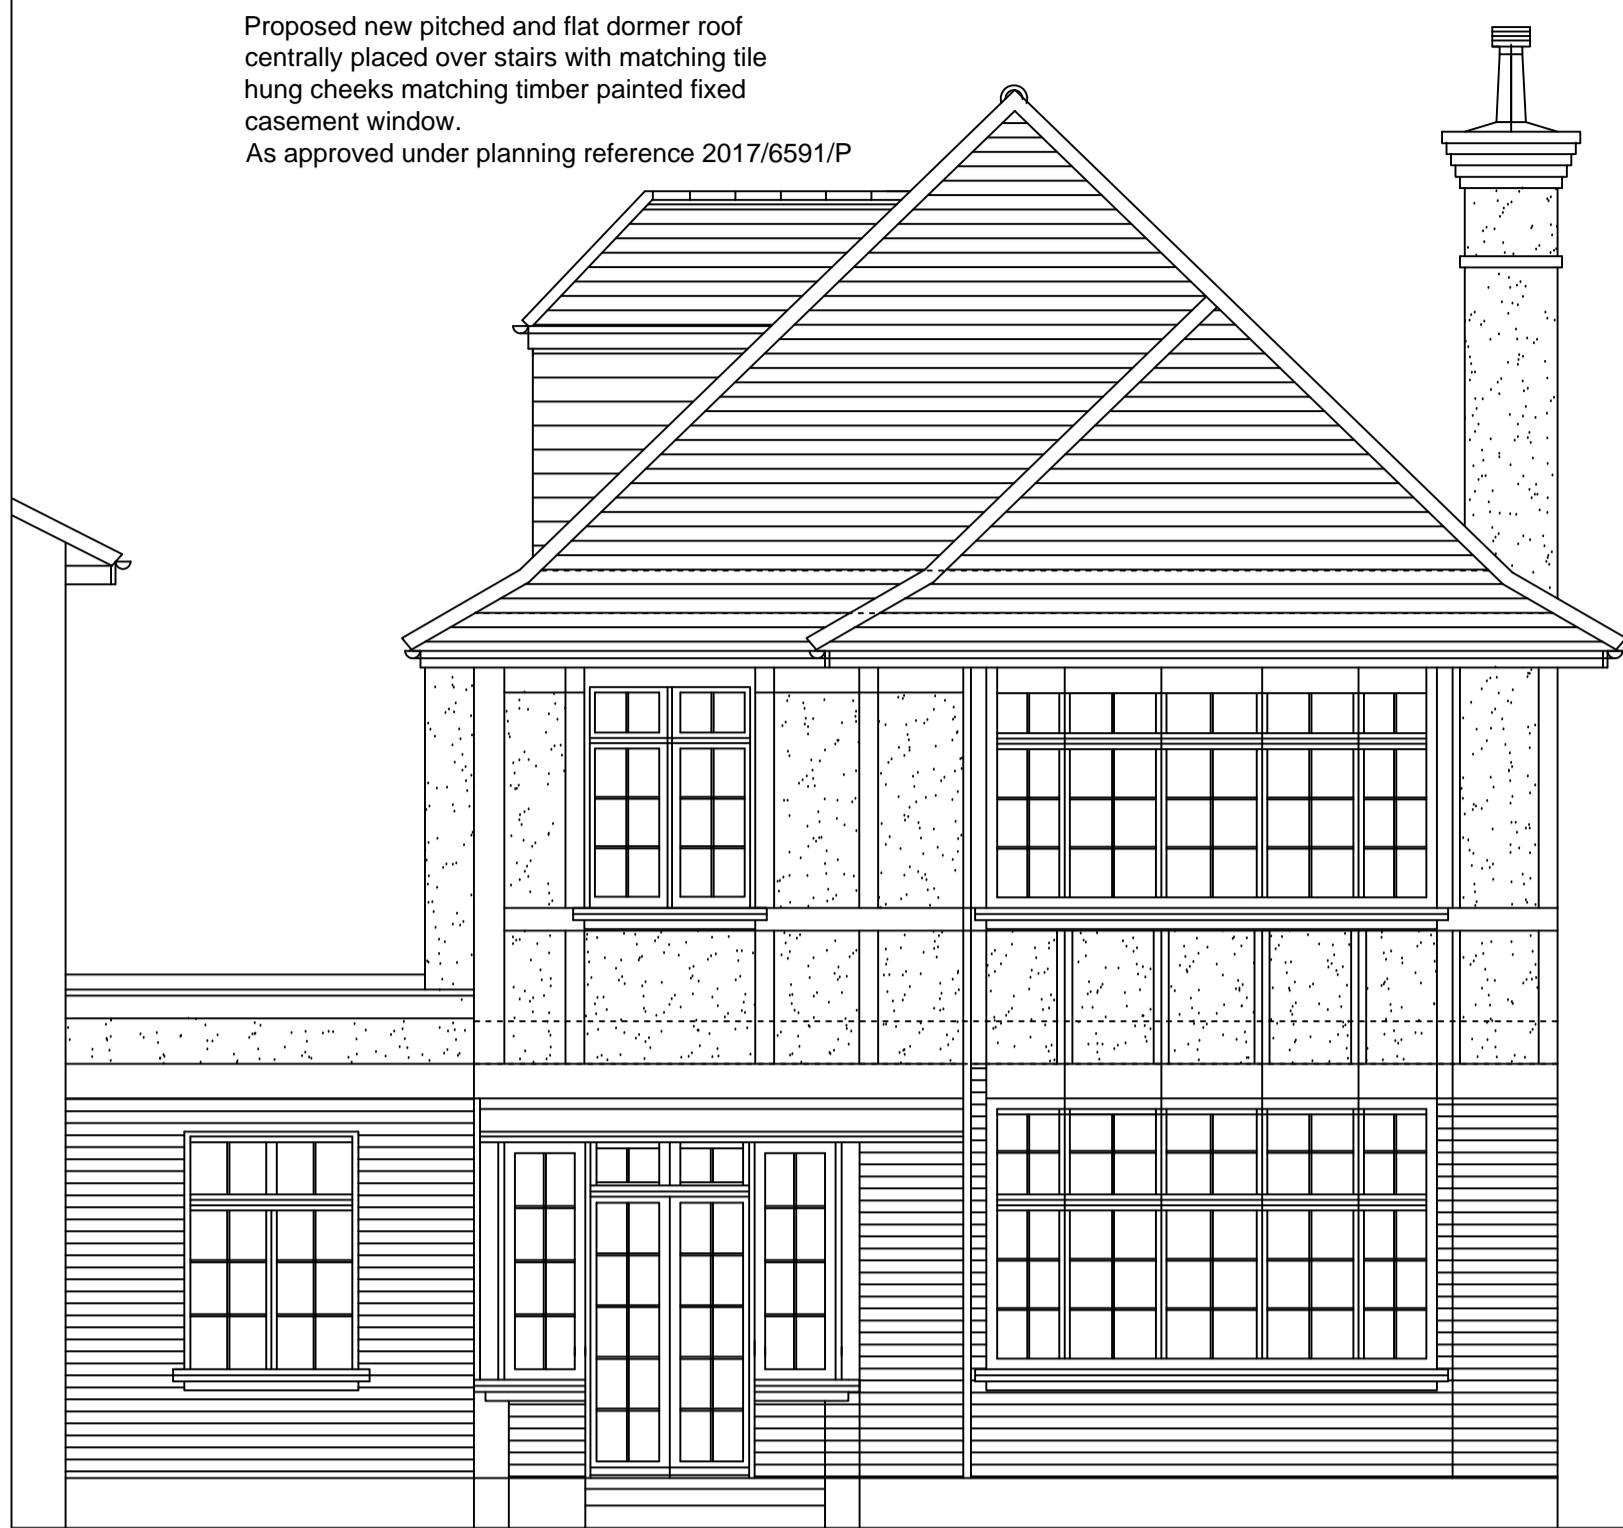 Proposed new pitched and flat dormer roof
centrally placed over stairs with matching tile
hung cheeks matching timber painted fixed
casement window.
As approved under planning reference 2017/6591/P